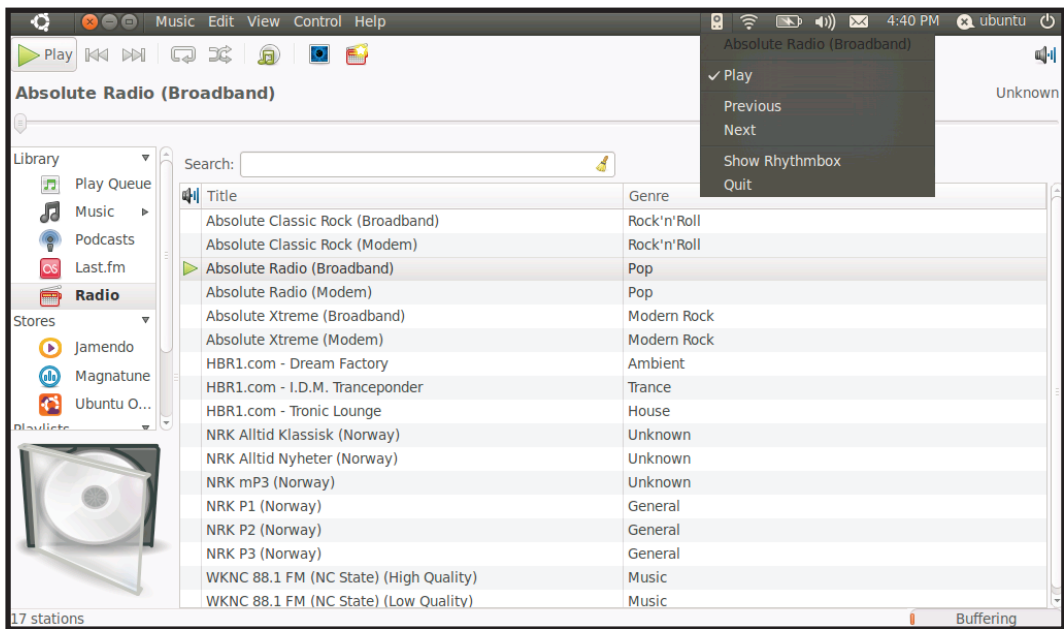 Music Edit View Control Help 4:40 PM ubuntu
Play
Absolute Radio (Broadband)
Play
Previous
Next
Show Rhythmbox
Quit
Absolute Radio (Broadband) Unknown
Library
Play Queue
Music
Podcasts
Last.fm
Radio
Stores
Jamendo
Magnatune
Ubuntu O...
Playlists
Search:
Title Genre
Absolute Classic Rock (Broadband) Rock'n'Roll
Absolute Classic Rock (Modem) Rock'n'Roll
Absolute Radio (Broadband) Pop
Absolute Radio (Modem) Pop
Absolute Xtreme (Broadband) Modern Rock
Absolute Xtreme (Modem) Modern Rock
HBR1.com - Dream Factory Ambient
HBR1.com - I.D.M. Tranceponder Trance
HBR1.com - Tronic Lounge House
NRK Alltid Klassisk (Norway) Unknown
NRK Alltid Nyheter (Norway) Unknown
NRK mP3 (Norway) Unknown
NRK P1 (Norway) General
NRK P2 (Norway) General
NRK P3 (Norway) General
WKNC 88.1 FM (NC State) (High Quality) Music
WKNC 88.1 FM (NC State) (Low Quality) Music
17 stations Buffering